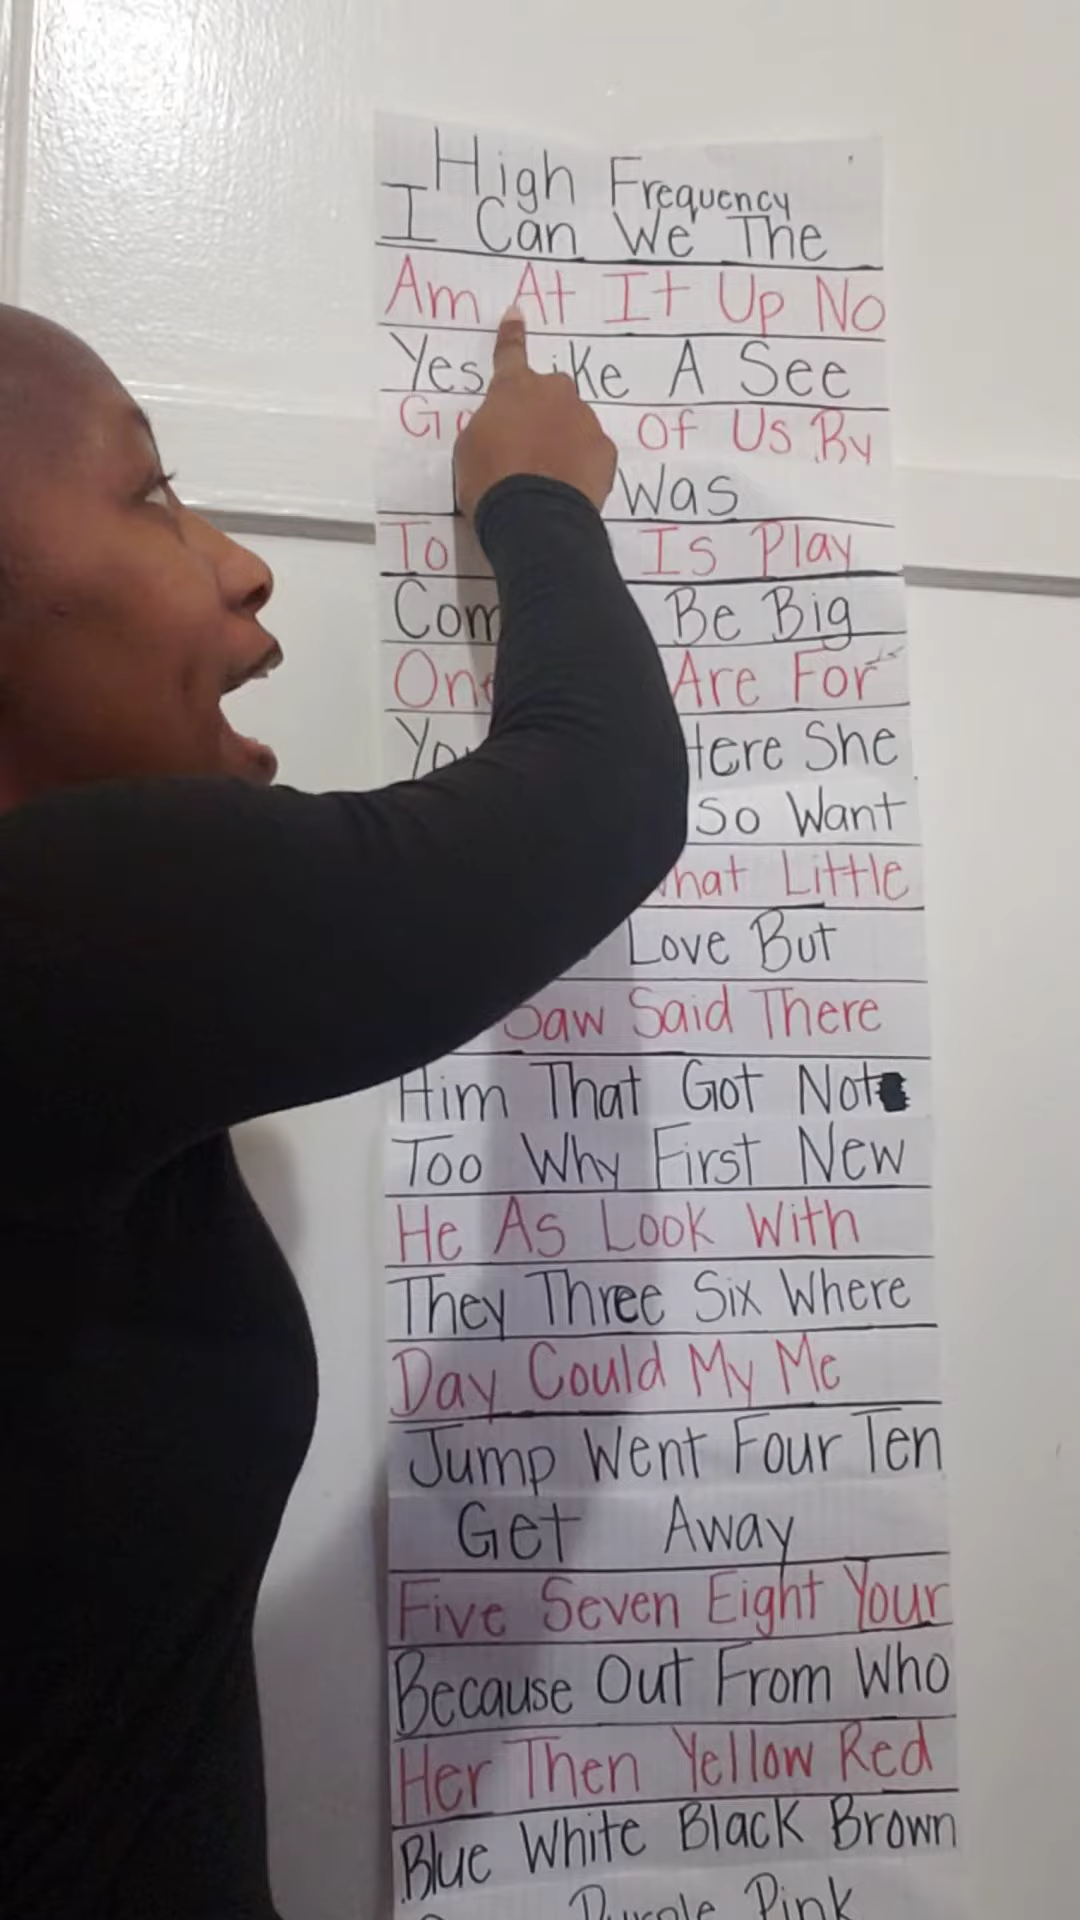 High Frequency
I Can We The
Am At It Up No
Yes Like A See
Of Us By
Was
To Is Play
Be Big
Are For
Here She
So Want
Little
Love But
Saw Said There
Him That Got Not
Too Why First New
He As Look With
They Three Six Where
Day Could My Me
Jump Went Four Ten
Get Away
Five Seven Eight Your
Because Out From Who
Her Then Yellow Red
Blue White Black Brown
Purple Pink